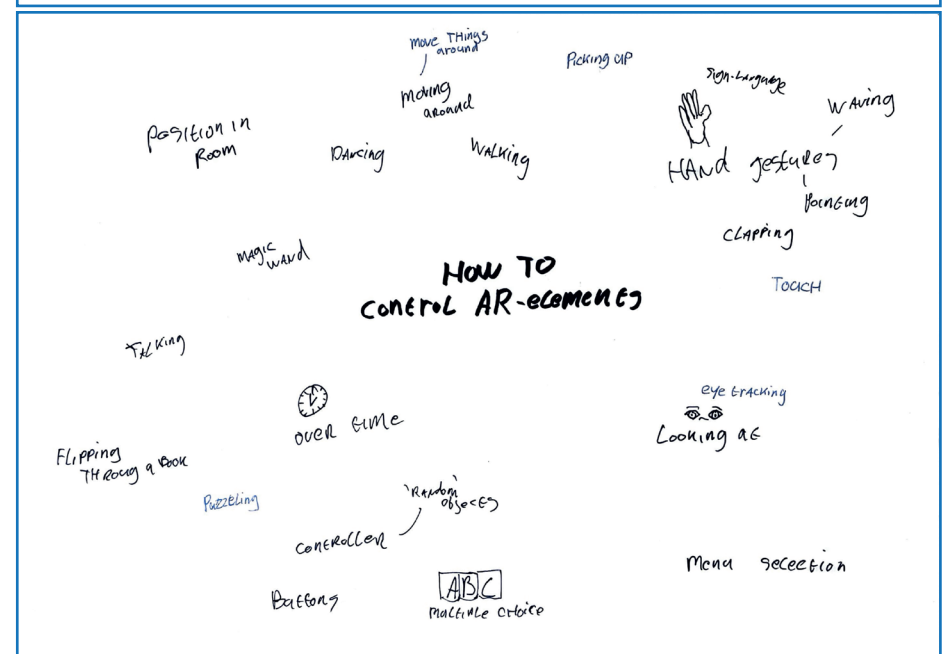 Move THings
around
Moving
around
Picking up
Sign-Language
Waving
HAnd gestures
Pointing
CLApping
Position in
Room
DAncing
WALKing
MAgic
WAnd
How To
Control AR-elements
ToucH
TALKing
over time
eye trAcking
Looking at
FLipping
THRoug a Book
Puzzeling
'RAndom'
objects
controller
Menu selection
Buttons
ABC
MuLtipLe cHoice